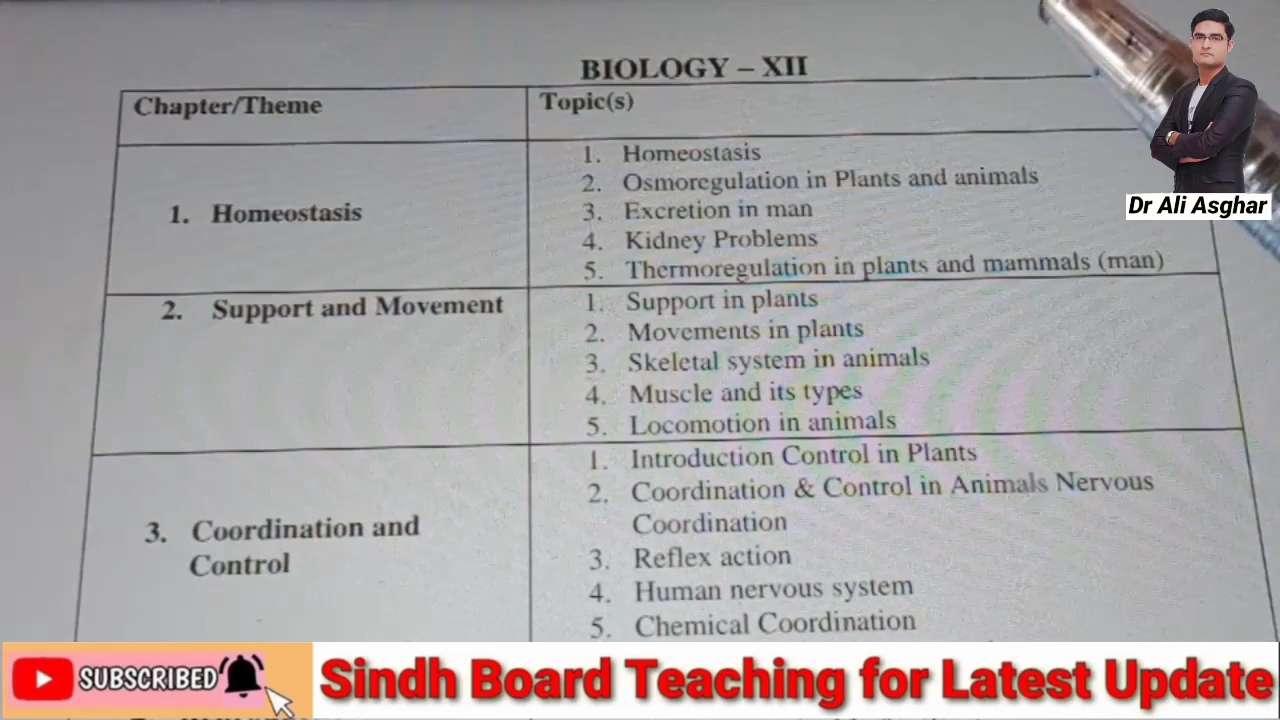 BIOLOGY – XII
Chapter/Theme
Topic(s)
1. Homeostasis
1. Homeostasis
2. Osmoregulation in Plants and animals
3. Excretion in man
4. Kidney Problems
5. Thermoregulation in plants and mammals (man)
2. Support and Movement
1. Support in plants
2. Movements in plants
3. Skeletal system in animals
4. Muscle and its types
5. Locomotion in animals
3. Coordination and
Control
1. Introduction Control in Plants
2. Coordination & Control in Animals Nervous
Coordination
3. Reflex action
4. Human nervous system
5. Chemical Coordination
Dr Ali Asghar
SUBSCRIBED
Sindh Board Teaching for Latest Update